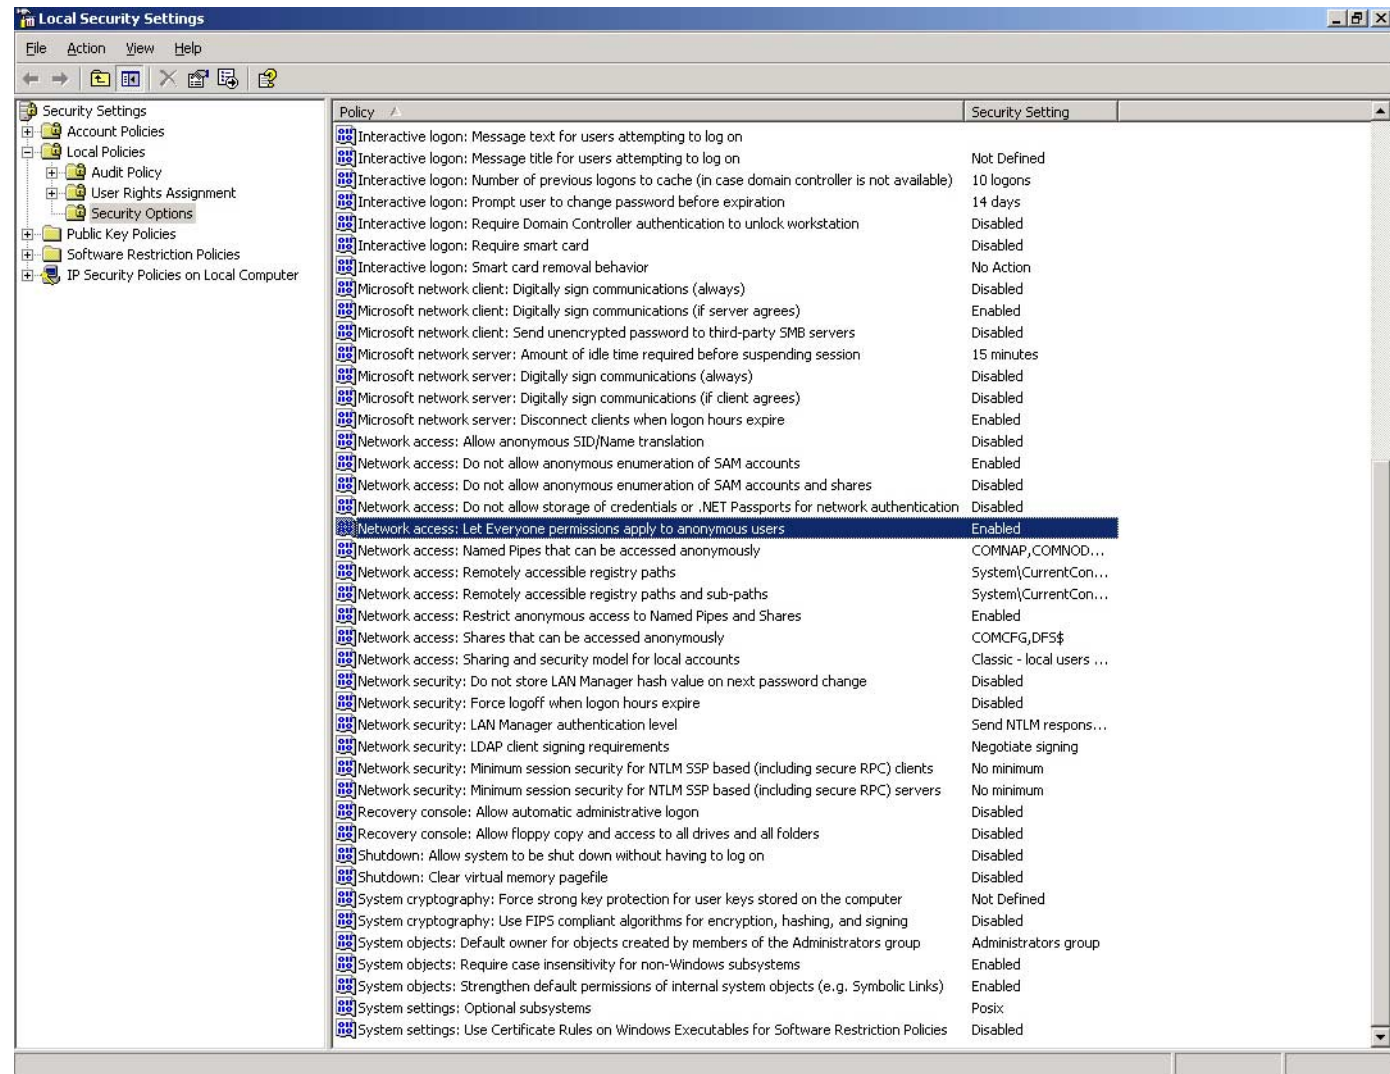 Local Security Settings
File Action View Help
Security Settings
Account Policies
Local Policies
Audit Policy
User Rights Assignment
Security Options
Public Key Policies
Software Restriction Policies
IP Security Policies on Local Computer
Policy Security Setting
Interactive logon: Message text for users attempting to log on
Interactive logon: Message title for users attempting to log on Not Defined
Interactive logon: Number of previous logons to cache (in case domain controller is not available) 10 logons
Interactive logon: Prompt user to change password before expiration 14 days
Interactive logon: Require Domain Controller authentication to unlock workstation Disabled
Interactive logon: Require smart card Disabled
Interactive logon: Smart card removal behavior No Action
Microsoft network client: Digitally sign communications (always) Disabled
Microsoft network client: Digitally sign communications (if server agrees) Enabled
Microsoft network client: Send unencrypted password to third-party SMB servers Disabled
Microsoft network server: Amount of idle time required before suspending session 15 minutes
Microsoft network server: Digitally sign communications (always) Disabled
Microsoft network server: Digitally sign communications (if client agrees) Disabled
Microsoft network server: Disconnect clients when logon hours expire Enabled
Network access: Allow anonymous SID/Name translation Disabled
Network access: Do not allow anonymous enumeration of SAM accounts Enabled
Network access: Do not allow anonymous enumeration of SAM accounts and shares Disabled
Network access: Do not allow storage of credentials or .NET Passports for network authentication Disabled
Network access: Let Everyone permissions apply to anonymous users Enabled
Network access: Named Pipes that can be accessed anonymously COMNAP,COMNOD...
Network access: Remotely accessible registry paths System\CurrentCon...
Network access: Remotely accessible registry paths and sub-paths System\CurrentCon...
Network access: Restrict anonymous access to Named Pipes and Shares Enabled
Network access: Shares that can be accessed anonymously COMCFG,DFS$
Network access: Sharing and security model for local accounts Classic - local users ...
Network security: Do not store LAN Manager hash value on next password change Disabled
Network security: Force logoff when logon hours expire Disabled
Network security: LAN Manager authentication level Send NTLM respons...
Network security: LDAP client signing requirements Negotiate signing
Network security: Minimum session security for NTLM SSP based (including secure RPC) clients No minimum
Network security: Minimum session security for NTLM SSP based (including secure RPC) servers No minimum
Recovery console: Allow automatic administrative logon Disabled
Recovery console: Allow floppy copy and access to all drives and all folders Disabled
Shutdown: Allow system to be shut down without having to log on Disabled
Shutdown: Clear virtual memory pagefile Disabled
System cryptography: Force strong key protection for user keys stored on the computer Not Defined
System cryptography: Use FIPS compliant algorithms for encryption, hashing, and signing Disabled
System objects: Default owner for objects created by members of the Administrators group Administrators group
System objects: Require case insensitivity for non-Windows subsystems Enabled
System objects: Strengthen default permissions of internal system objects (e.g. Symbolic Links) Enabled
System settings: Optional subsystems Posix
System settings: Use Certificate Rules on Windows Executables for Software Restriction Policies Disabled